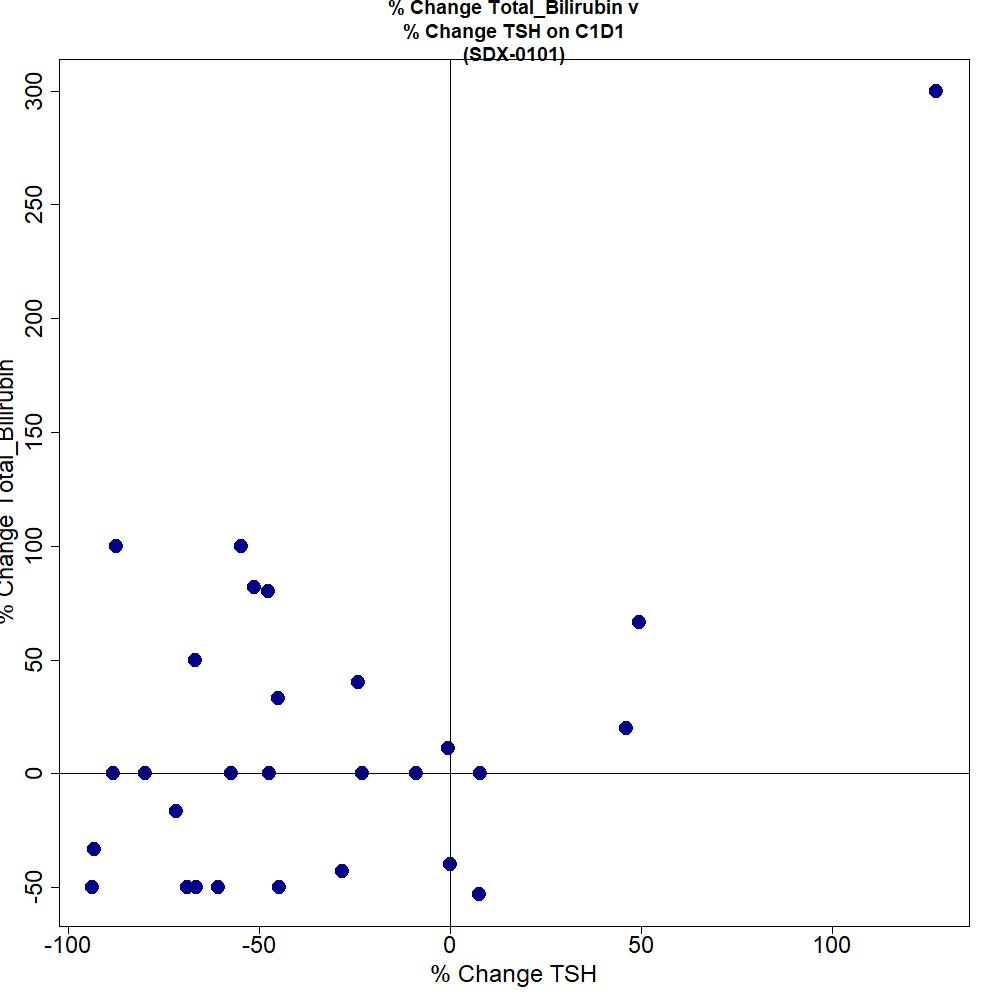 % Change Total_Bilirubin v
% Change TSH on C1D1
(SDX-0101)
300
250
200
150
100
50
0
-50
% Change Total_Bilirubin
-100
-50
0
50
100
% Change TSH